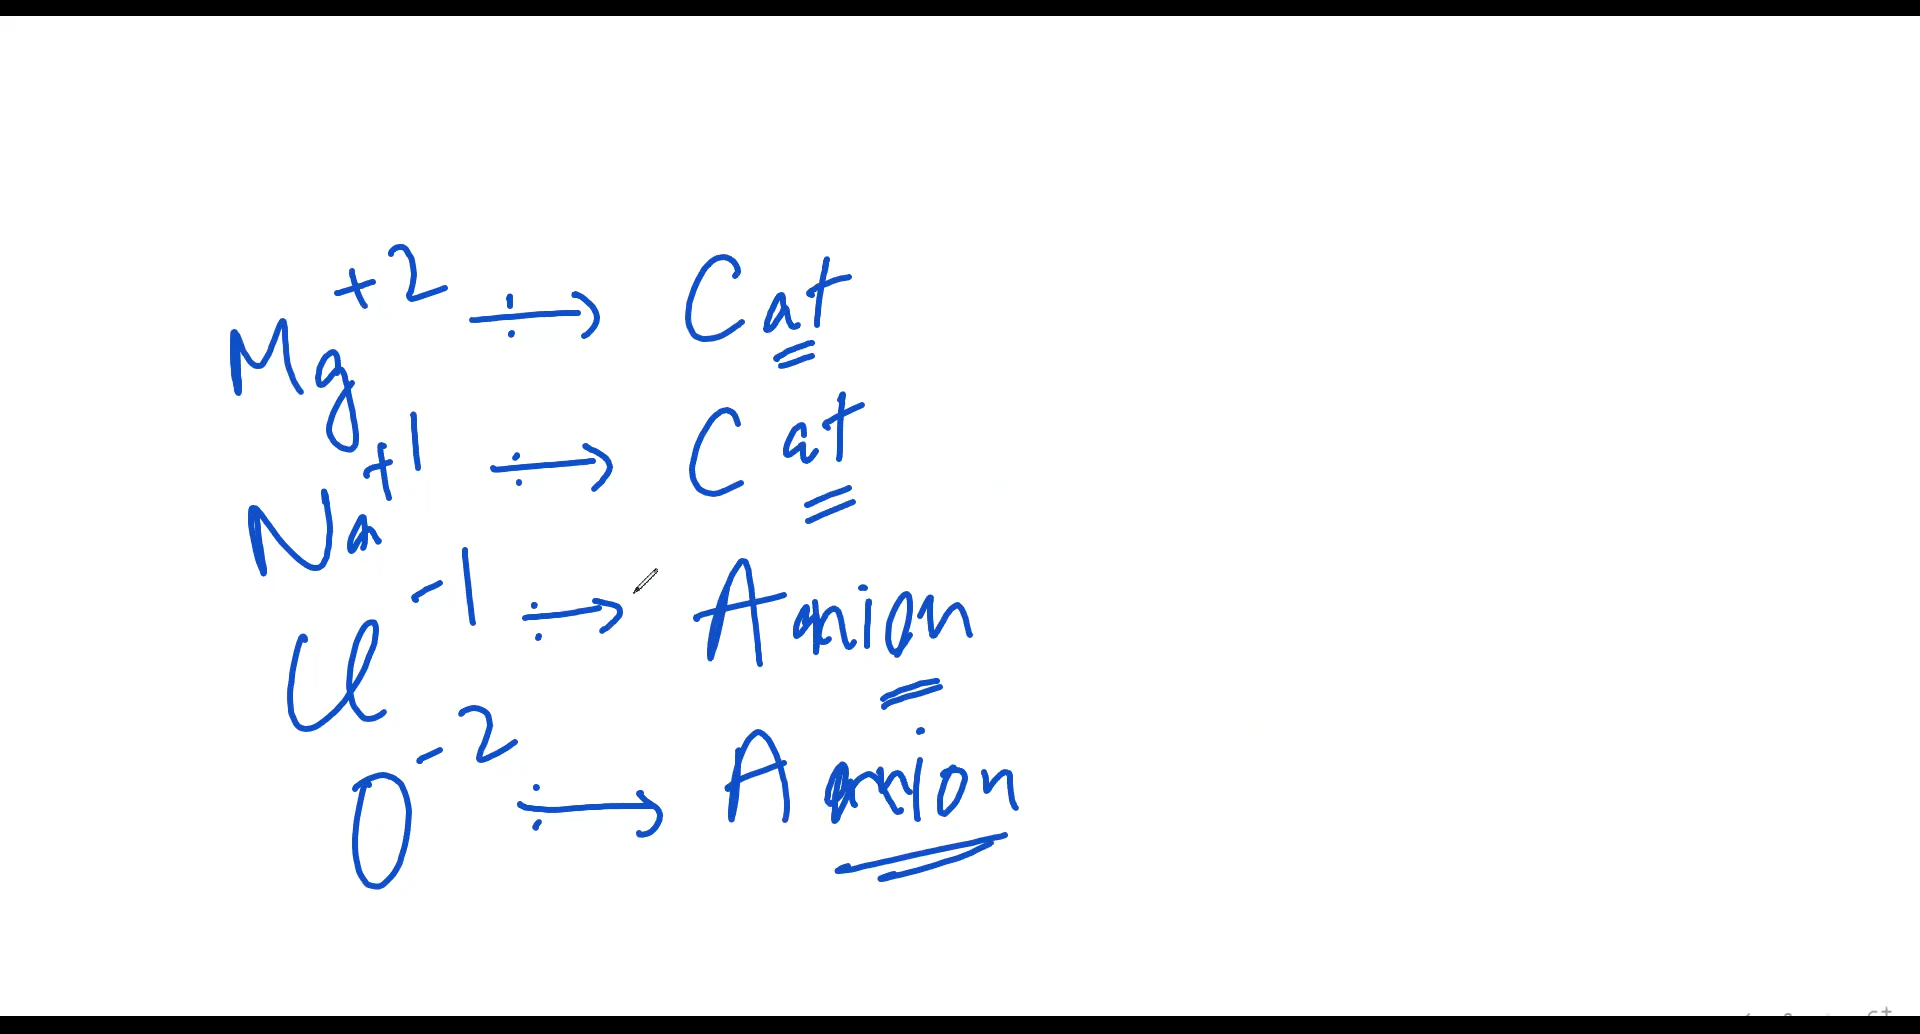 Mg+2 ÷→ Cat
Na+1 ÷→ Cat
Cl-1 ÷→ Anion
O-2 ÷→ Anion